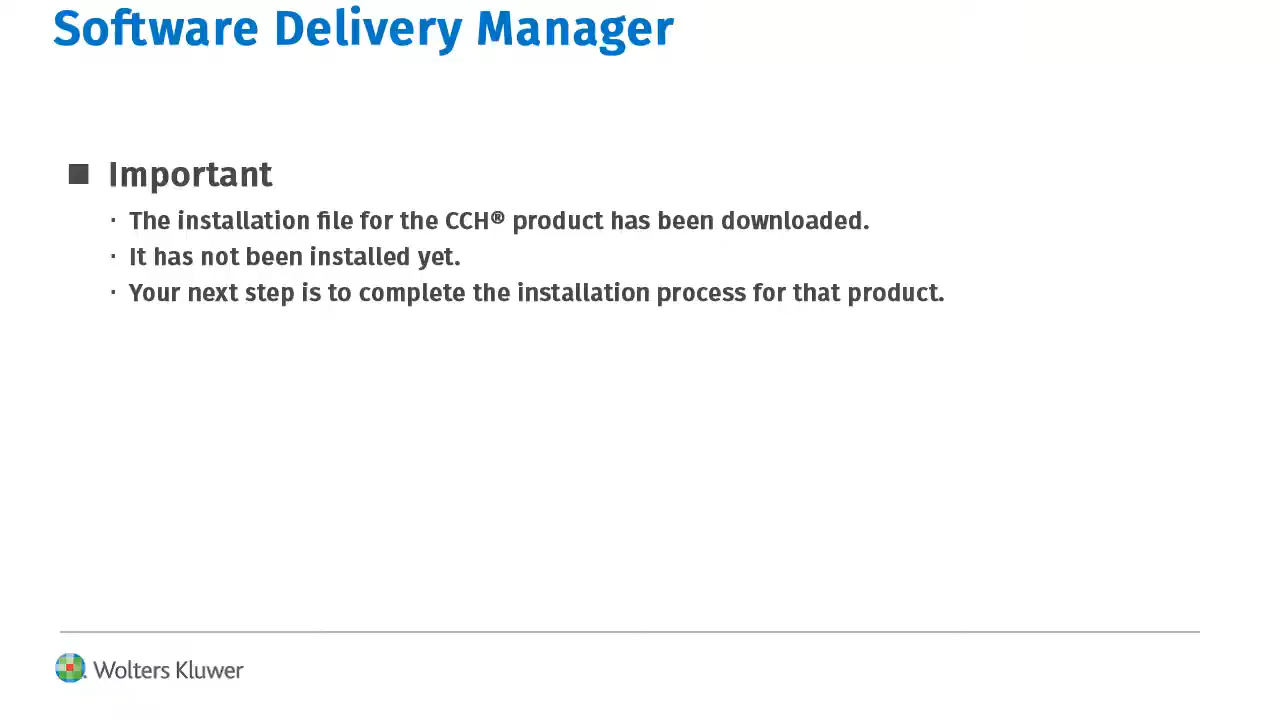 Software Delivery Manager
■ Important
· The installation file for the CCH® product has been downloaded.
· It has not been installed yet.
· Your next step is to complete the installation process for that product.
Wolters Kluwer